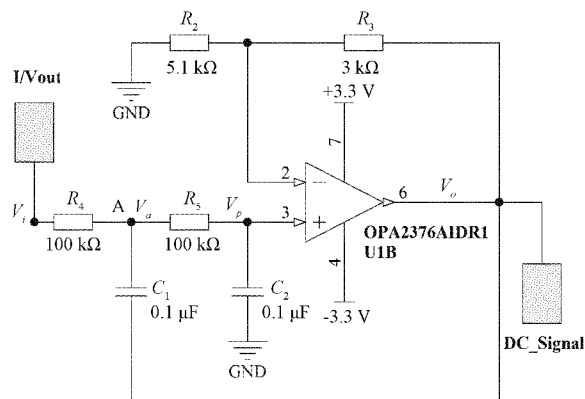 R2
R3
I/Vout
5.1 kΩ
3 kΩ
GND
+3.3 V
7
2
Vi
R4
A
Va
R5
Vp
3
6
Vo
100 kΩ
100 kΩ
OPA2376AIDR1
U1B
4
C1
0.1 μF
C2
0.1 μF
-3.3 V
GND
DC_Signal